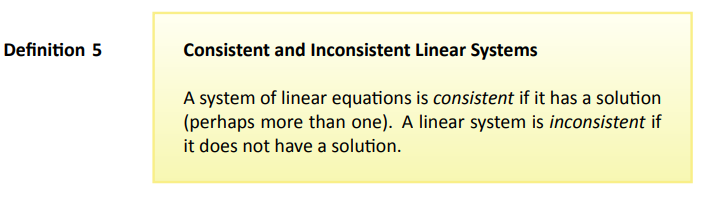 Definition 5
Consistent and Inconsistent Linear Systems
A system of linear equations is consistent if it has a solution
(perhaps more than one). A linear system is inconsistent if
it does not have a solution.